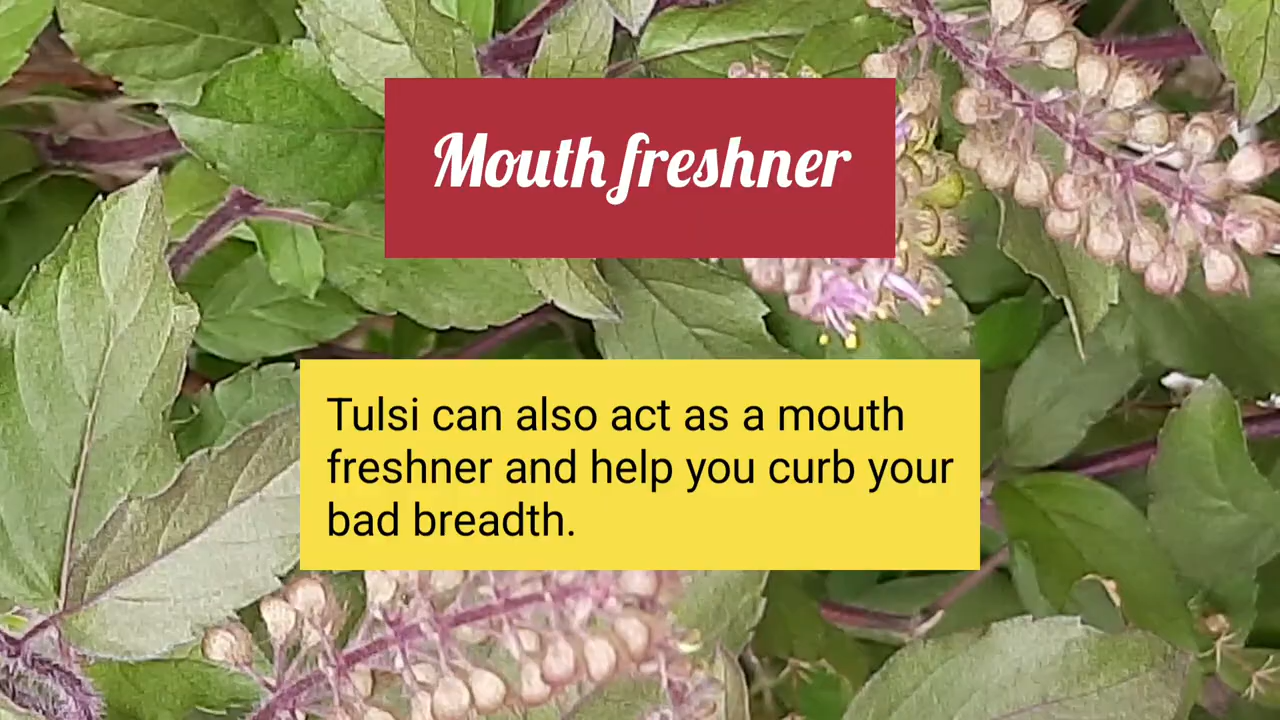 Mouth freshner
Tulsi can also act as a mouth
freshner and help you curb your
bad breadth.